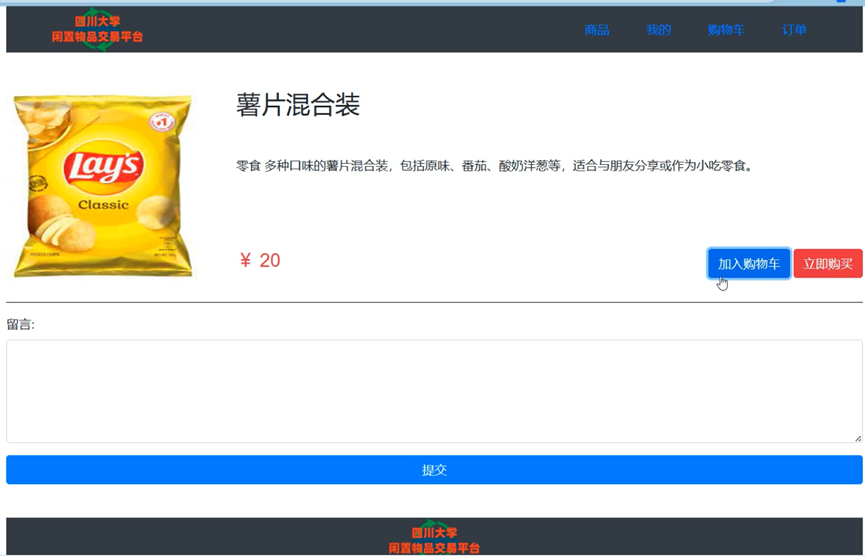 四川大学
闲置物品交易平台
商品 我的 购物车 订单
薯片混合装
零食 多种口味的薯片混合装，包括原味、番茄、酸奶洋葱等，适合与朋友分享或作为小吃零食。
Lay's
Classic
#1
¥ 20
加入购物车 立即购买
留言:
提交
四川大学
闲置物品交易平台